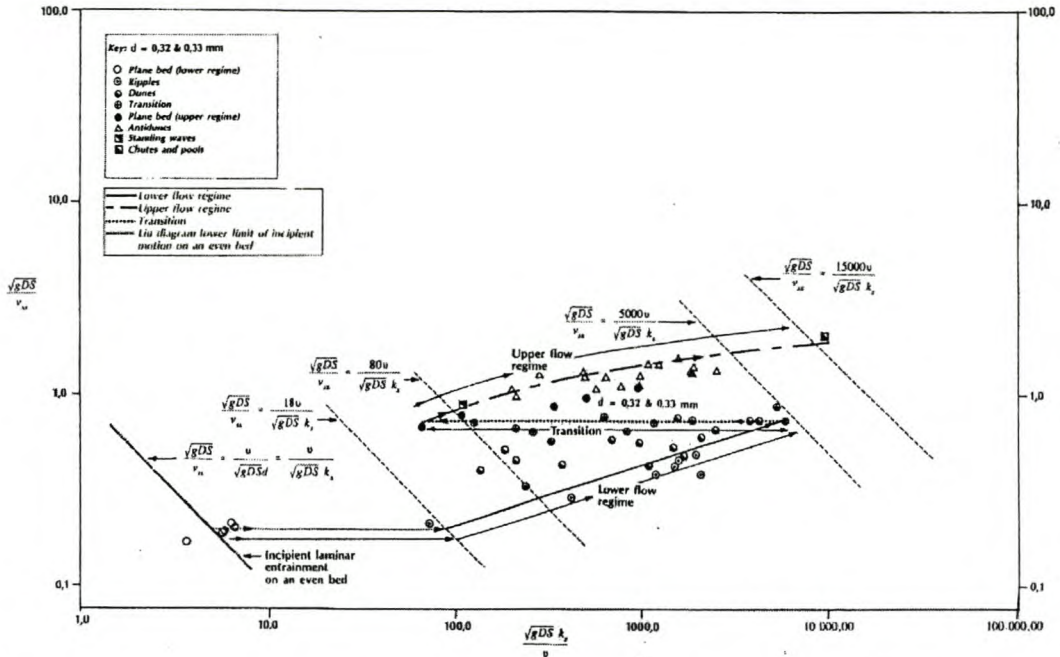 100,0
100,0
Key: d = 0,32 & 0,33 mm
Plane bed (lower regime)
Ripples
Dunes
Transition
Plane bed (upper regime)
Antidunes
Standing waves
Chutes and pools
Lower flow regime
Upper flow regime
Transition
Liu diagram lower limit of incipient
motion on an even bed
10,0
10,0
√gDS / v_ss
√gDS / v_ss = 15000υ / √gDS k_s
√gDS / v_ss = 5000υ / √gDS k_s
Upper flow
regime
√gDS / v_ss = 80υ / √gDS k_s
1,0
1,0
d = 0,32 & 0,33 mm
√gDS / v_ss = 18υ / √gDS k_s
Transition
√gDS / v_ss = υ / √gDSd = υ / √gDS k_s
Lower flow
regime
Incipient laminar
entrainment
on an even bed
0,1
0,1
1,0
10,0
100,0
1000,0
10 000,00
100·000,00
√gDS k_s / υ